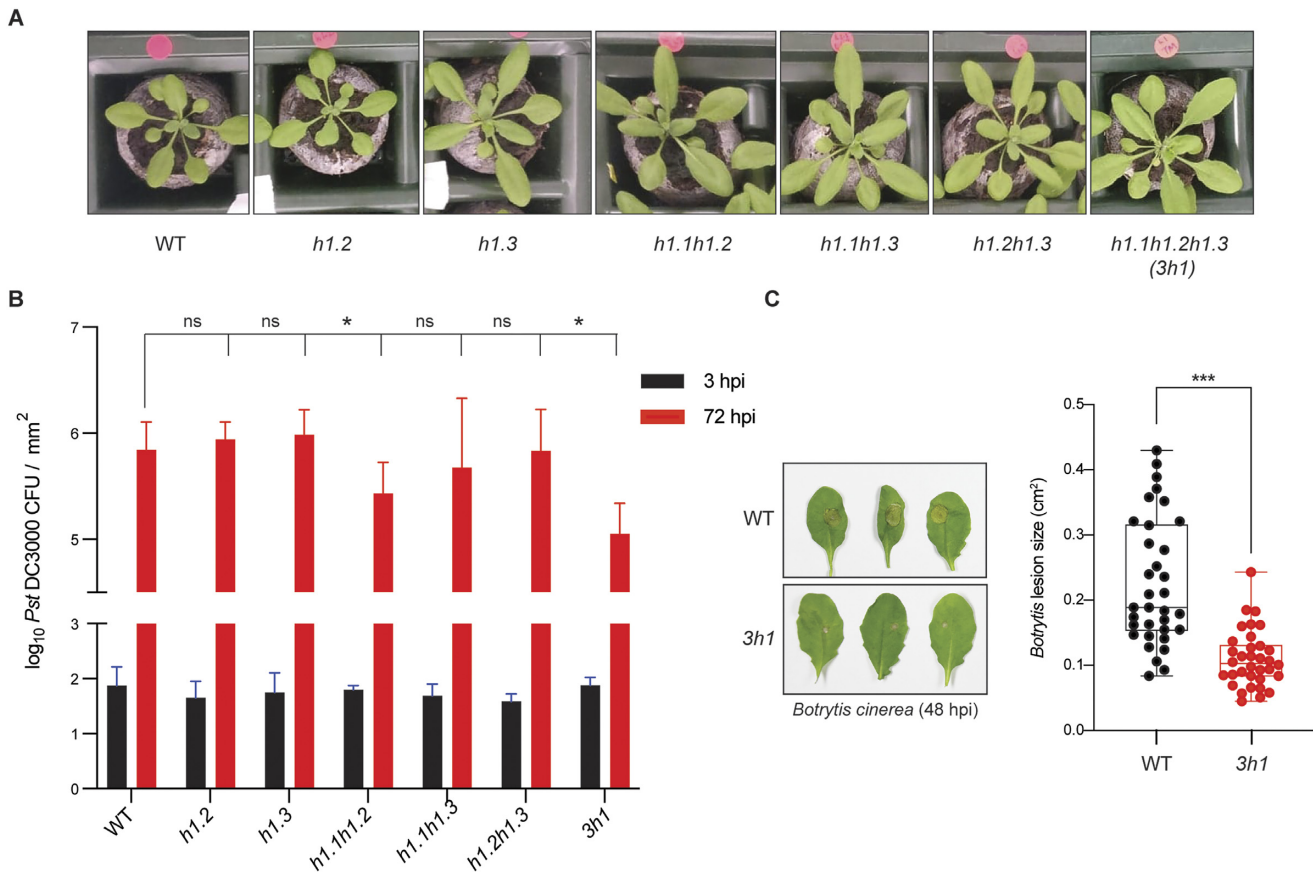 A
WT
h1.2
h1.3
h1.1h1.2
h1.1h1.3
h1.2h1.3
h1.1h1.2h1.3
(3h1)
B
log10 Pst DC3000 CFU / mm2
7
6
5
3
2
1
0
ns
ns
*
ns
ns
*
3 hpi
72 hpi
WT
h1.2
h1.3
h1.1h1.2
h1.1h1.3
h1.2h1.3
3h1
C
WT
3h1
Botrytis cinerea (48 hpi)
Botrytis lesion size (cm2)
0.5
0.4
0.3
0.2
0.1
0.0
***
WT
3h1